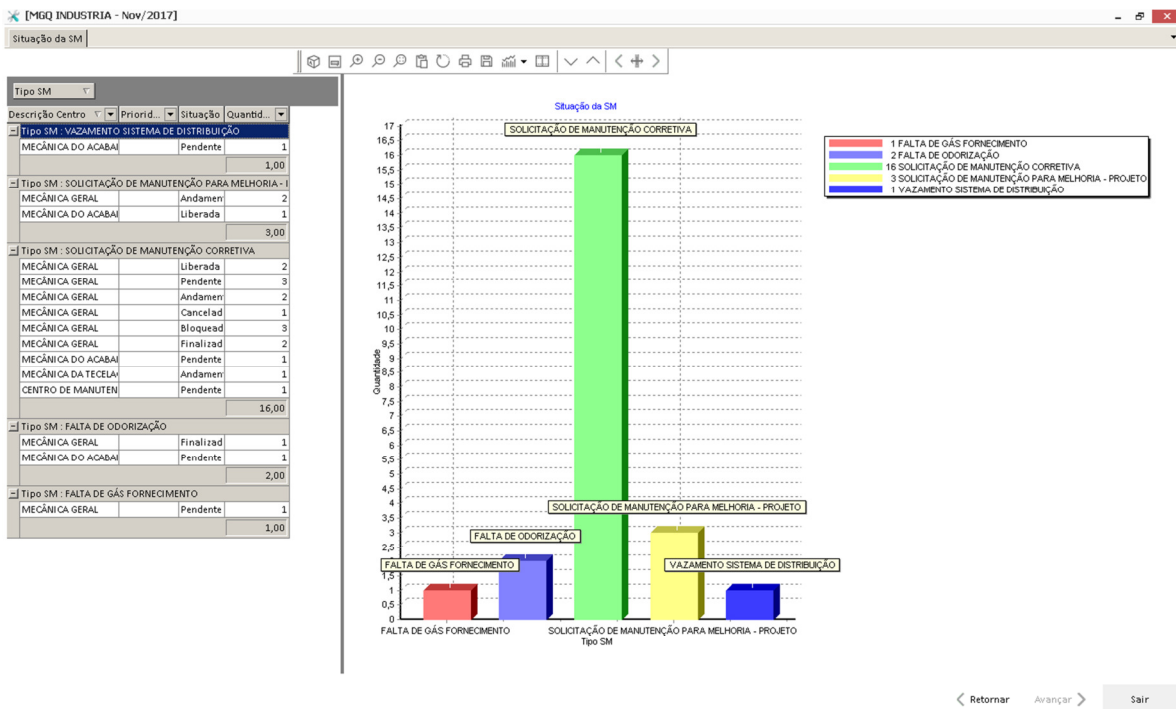 [MGQ INDUSTRIA - Nov/2017]
Situação da SM
Tipo SM
Descrição Centro Priorid... Situação Quantid...
Tipo SM : VAZAMENTO SISTEMA DE DISTRIBUIÇÃO
MECÂNICA DO ACABAI Pendente 1
1,00
Tipo SM : SOLICITAÇÃO DE MANUTENÇÃO PARA MELHORIA - I
MECÂNICA GERAL Andamen 2
MECÂNICA DO ACABAI Liberada 1
3,00
Tipo SM : SOLICITAÇÃO DE MANUTENÇÃO CORRETIVA
MECÂNICA GERAL Liberada 2
MECÂNICA GERAL Pendente 3
MECÂNICA GERAL Andamen 2
MECÂNICA GERAL Cancelad 1
MECÂNICA GERAL Bloquead 3
MECÂNICA GERAL Finalizad 2
MECÂNICA DO ACABAI Pendente 1
MECÂNICA DA TECELA Andamen 1
CENTRO DE MANUTEN Pendente 1
16,00
Tipo SM : FALTA DE ODORIZAÇÃO
MECÂNICA GERAL Finalizad 1
MECÂNICA DO ACABAI Pendente 1
2,00
Tipo SM : FALTA DE GÁS FORNECIMENTO
MECÂNICA GERAL Pendente 1
1,00
Situação da SM
17
16,5
16
15,5
15
14,5
14
13,5
13
12,5
12
11,5
11
10,5
10
9,5
9
8,5
8
7,5
7
6,5
6
5,5
5
4,5
4
3,5
3
2,5
1,5
1
0,5
0
Quantidade
SOLICITAÇÃO DE MANUTENÇÃO CORRETIVA
SOLICITAÇÃO DE MANUTENÇÃO PARA MELHORIA - PROJETO
FALTA DE ODORIZAÇÃO
FALTA DE GÁS FORNECIMENTO
VAZAMENTO SISTEMA DE DISTRIBUIÇÃO
FALTA DE GÁS FORNECIMENTO
SOLICITAÇÃO DE MANUTENÇÃO PARA MELHORIA - PROJETO
Tipo SM
1 FALTA DE GÁS FORNECIMENTO
2 FALTA DE ODORIZAÇÃO
16 SOLICITAÇÃO DE MANUTENÇÃO CORRETIVA
3 SOLICITAÇÃO DE MANUTENÇÃO PARA MELHORIA - PROJETO
1 VAZAMENTO SISTEMA DE DISTRIBUIÇÃO
Retornar
Avançar
Sair